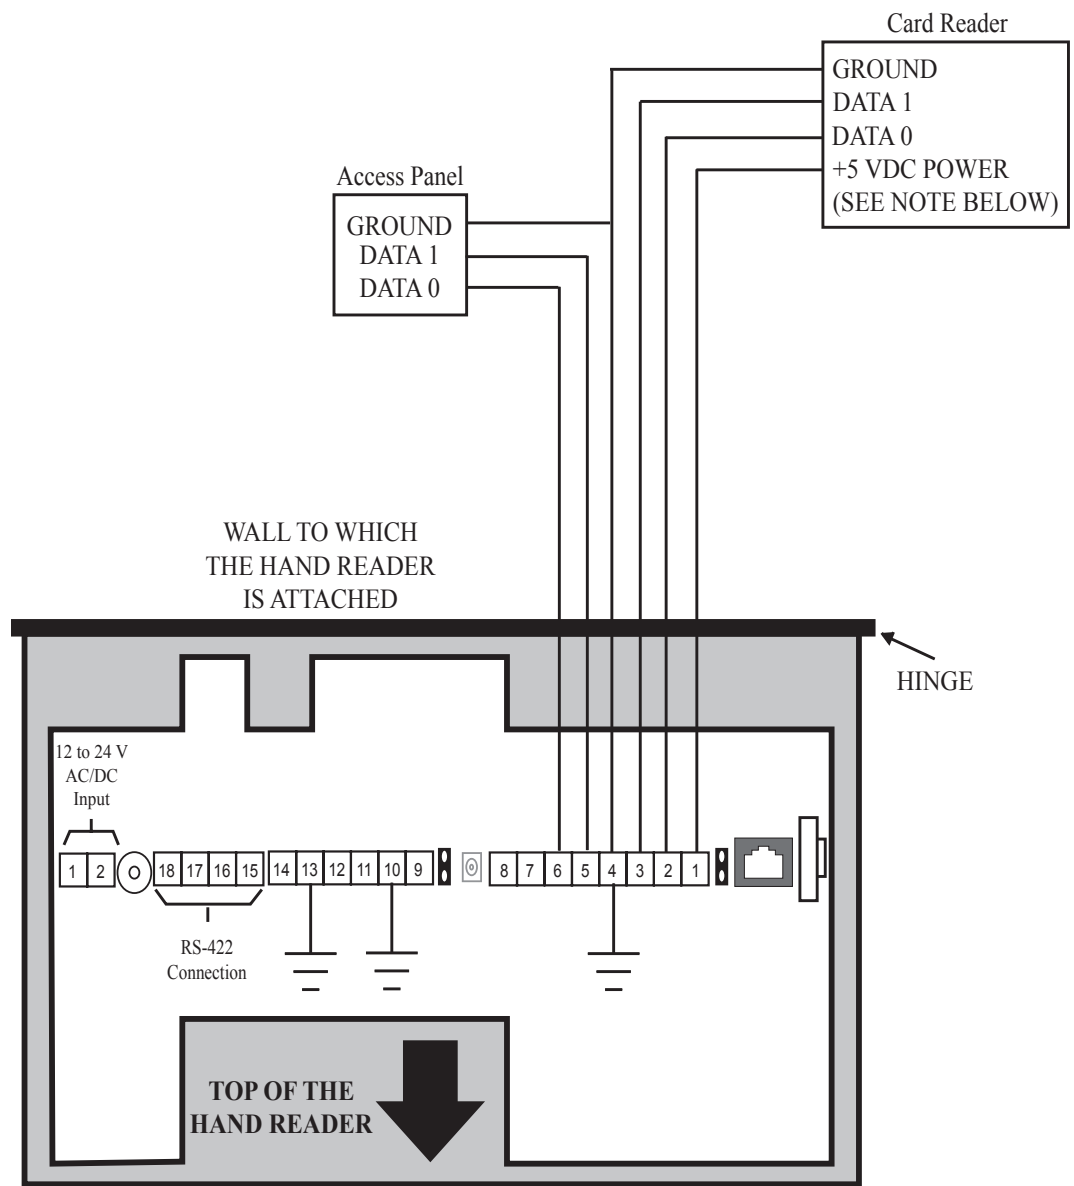 Card Reader
GROUND
DATA 1
DATA 0
+5 VDC POWER
(SEE NOTE BELOW)
Access Panel
GROUND
DATA 1
DATA 0
WALL TO WHICH
THE HAND READER
IS ATTACHED
HINGE
12 to 24 V
AC/DC
Input
1 2 18 17 16 15 14 13 12 11 10 9 8 7 6 5 4 3 2 1
RS-422
Connection
TOP OF THE
HAND READER